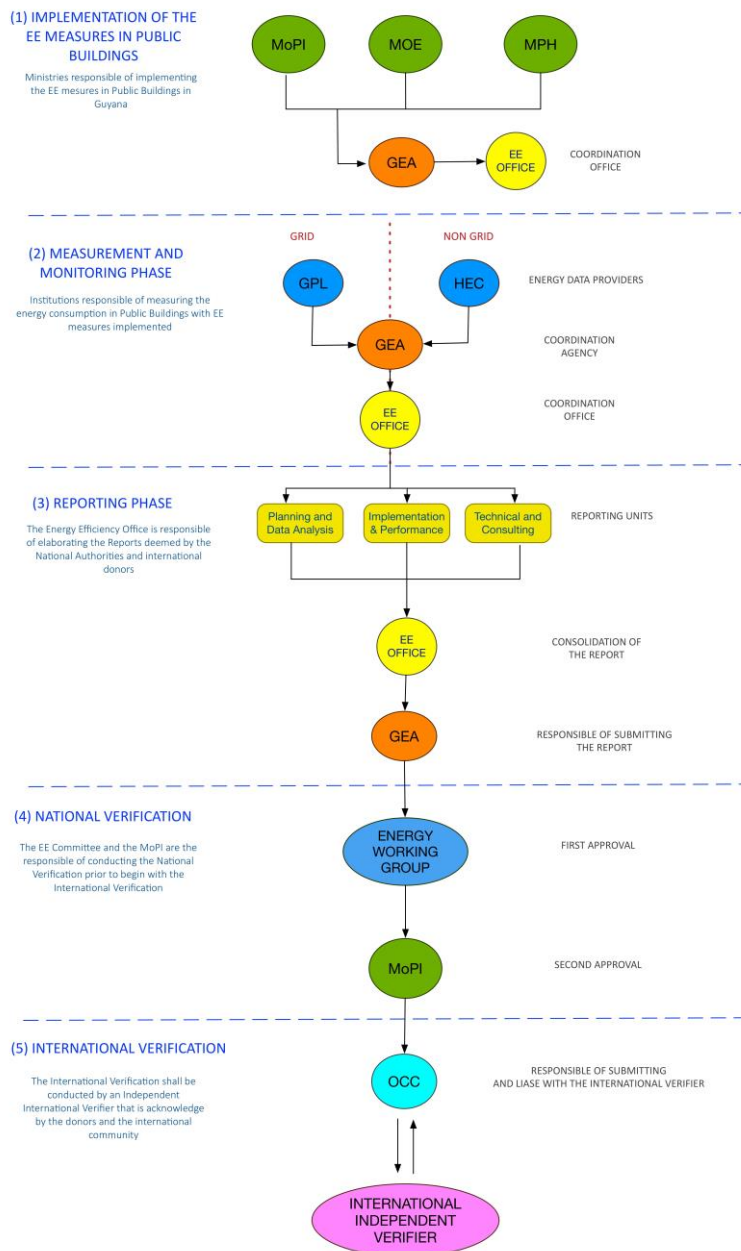 (1) IMPLEMENTATION OF THE
EE MEASURES IN PUBLIC
BUILDINGS
Ministries responsible of implementing
the EE mesures in Public Buildings in
Guyana
MoPI
MOE
MPH
GEA
EE
OFFICE
COORDINATION
OFFICE
(2) MEASUREMENT AND
MONITORING PHASE
Institutions responsible of measuring the
energy consumption in Public Buildings with EE
measures implemented
GRID
NON GRID
GPL
HEC
ENERGY DATA PROVIDERS
GEA
COORDINATION
AGENCY
EE
OFFICE
COORDINATION
OFFICE
(3) REPORTING PHASE
The Energy Efficiency Office is responsible
of elaborating the Reports deemed by the
National Authorities and international
donors
Planning and
Data Analysis
Implementation
& Performance
Technical and
Consulting
REPORTING UNITS
EE
OFFICE
CONSOLIDATION OF
THE REPORT
GEA
RESPONSIBLE OF SUBMITTING
THE REPORT
(4) NATIONAL VERIFICATION
The EE Committee and the MoPI are the
responsible of conducting the National
Verification prior to begin with the
International Verification
ENERGY
WORKING
GROUP
FIRST APPROVAL
MoPI
SECOND APPROVAL
(5) INTERNATIONAL VERIFICATION
The International Verification shall be
conducted by an Independent
International Verifier that is acknowledge
by the donors and the international
community
OCC
RESPONSIBLE OF SUBMITTING
AND LIASE WITH THE INTERNATIONAL VERIFIER
INTERNATIONAL
INDEPENDENT
VERIFIER